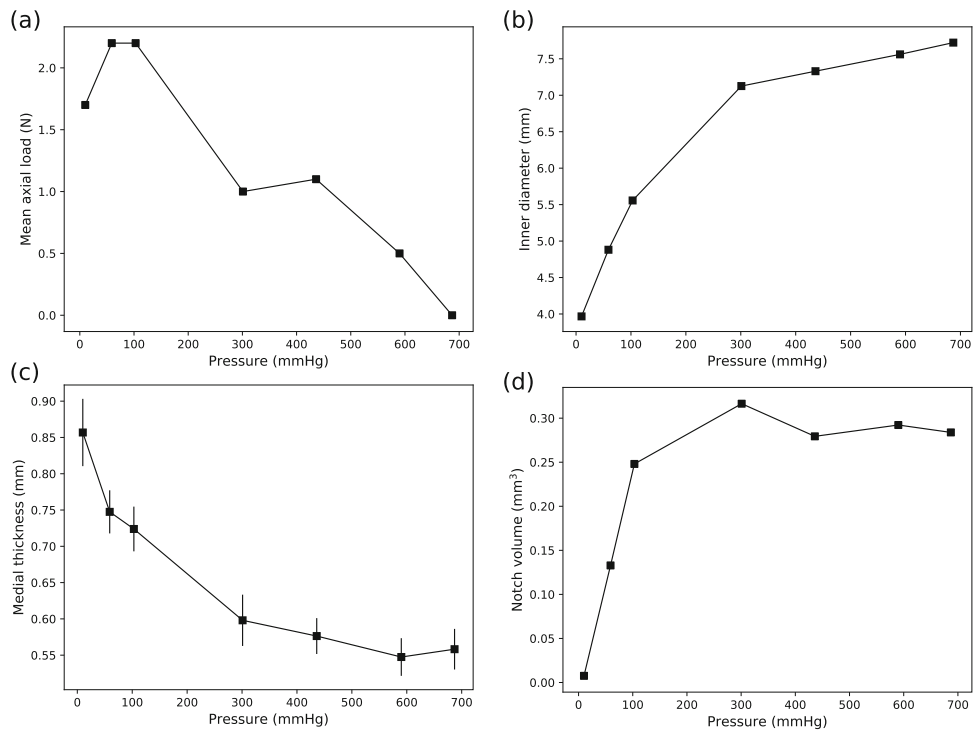 (a)
2.0
1.5
1.0
0.5
0.0
Mean axial load (N)
0 100 200 300 400 500 600 700
Pressure (mmHg)
(b)
7.5
7.0
6.5
6.0
5.5
5.0
4.5
4.0
Inner diameter (mm)
0 100 200 300 400 500 600 700
Pressure (mmHg)
(c)
0.90
0.85
0.80
0.75
0.70
0.65
0.60
0.55
Medial thickness (mm)
0 100 200 300 400 500 600 700
Pressure (mmHg)
(d)
0.30
0.25
0.20
0.15
0.10
0.05
0.00
Notch volume (mm³)
0 100 200 300 400 500 600 700
Pressure (mmHg)